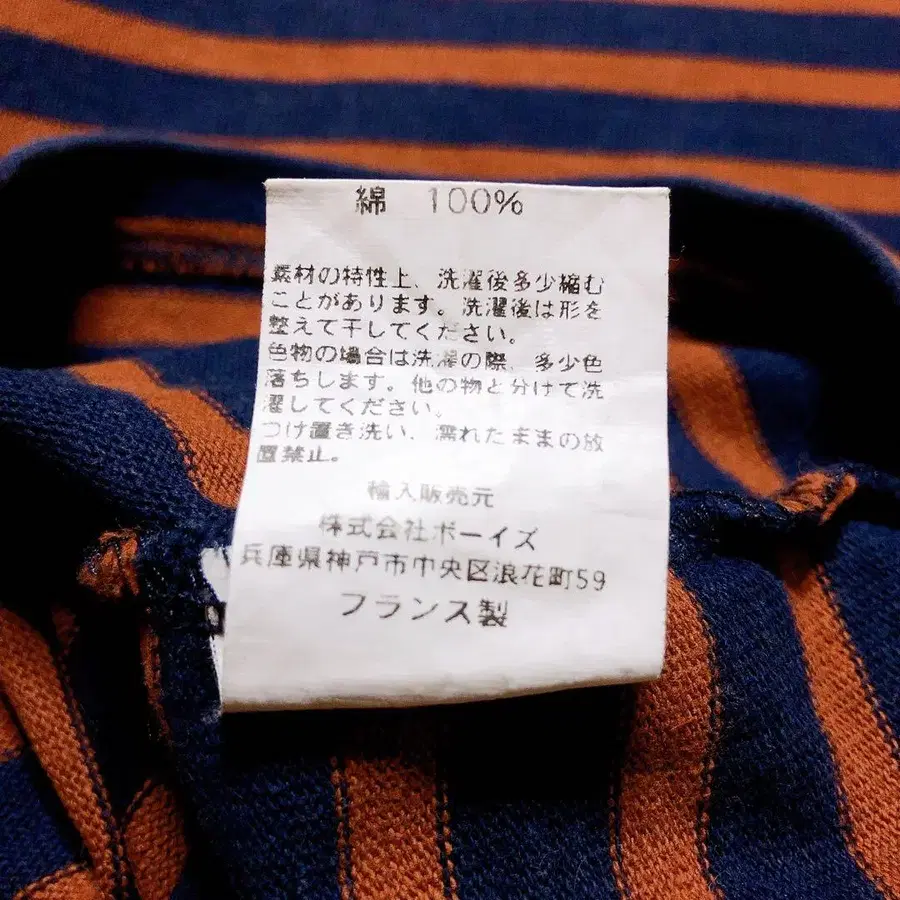 綿 100%
素材の特性上、洗濯後多少縮む
ことがあります。洗濯後は形を
整えて干してください。
色物の場合は洗濯の際、多少色
落ちします。他の物と分けて洗
濯してください。
つけ置き洗い、濡れたままの放
置禁止。
輸入販売元
株式会社ボーイズ
兵庫県神戸市中央区浪花町59
フランス製